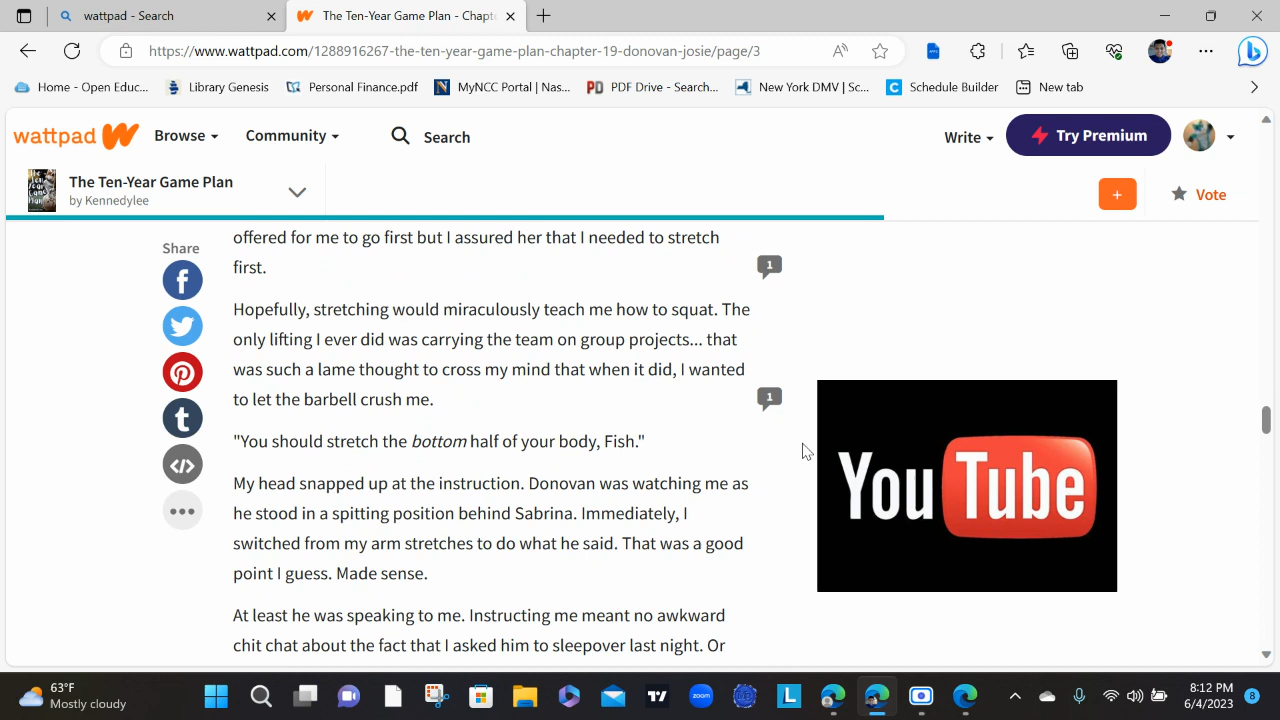 wattpad - Search
The Ten-Year Game Plan - Chapte
https://www.wattpad.com/1288916267-the-ten-year-game-plan-chapter-19-donovan-josie/page/3
Home - Open Educ...
Library Genesis
Personal Finance.pdf
MyNCC Portal | Nas...
PDF Drive - Search...
New York DMV | Sc...
Schedule Builder
New tab
wattpad
Browse
Community
Search
Write
Try Premium
The Ten-Year Game Plan
by Kennedylee
+
Vote
Share
offered for me to go first but I assured her that I needed to stretch
first.
1
Hopefully, stretching would miraculously teach me how to squat. The
only lifting I ever did was carrying the team on group projects... that
was such a lame thought to cross my mind that when it did, I wanted
to let the barbell crush me.
1
"You should stretch the bottom half of your body, Fish."
My head snapped up at the instruction. Donovan was watching me as
he stood in a spitting position behind Sabrina. Immediately, I
switched from my arm stretches to do what he said. That was a good
point I guess. Made sense.
At least he was speaking to me. Instructing me meant no awkward
chit chat about the fact that I asked him to sleepover last night. Or
YouTube
63°F
Mostly cloudy
zoom
L
8:12 PM
6/4/2023
8